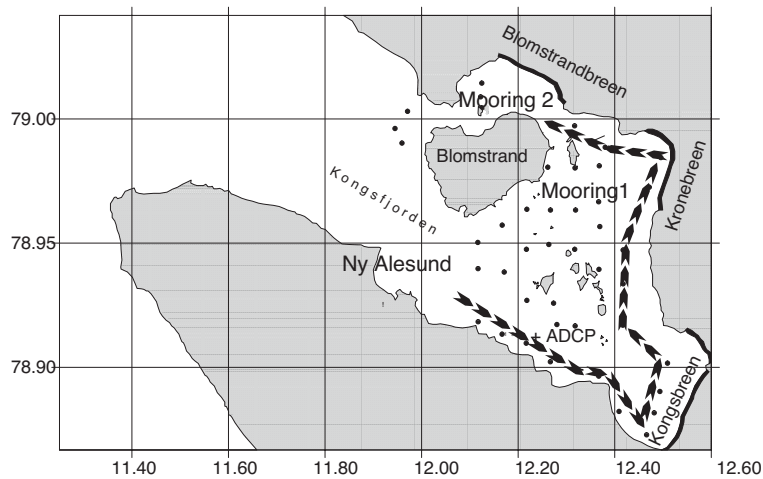 Blomstrandbreen
Mooring 2
79.00
Blomstrand
Kronebreen
Kongsfjorden
Mooring1
78.95
Ny Alesund
+ ADCP
78.90
Kongsbreen
11.40 11.60 11.80 12.00 12.20 12.40 12.60